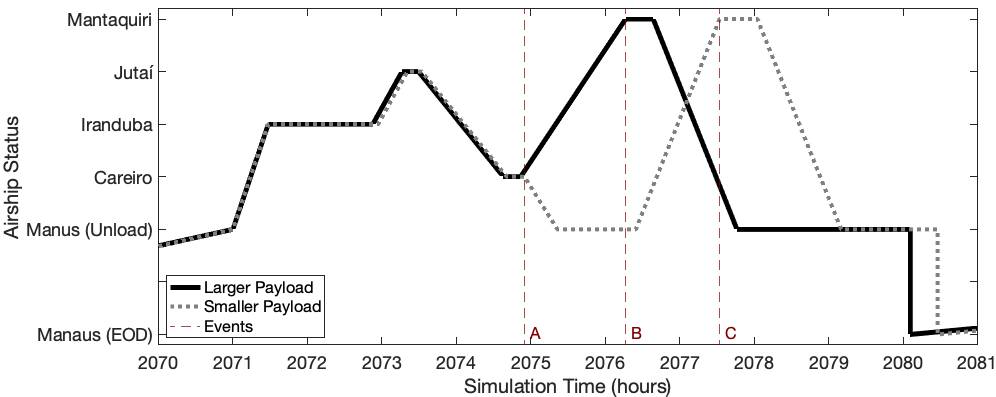 Airship Status
Mantaquiri
Jutaí
Iranduba
Careiro
Manus (Unload)
Manaus (EOD)
Larger Payload
Smaller Payload
Events
A
B
C
2070 2071 2072 2073 2074 2075 2076 2077 2078 2079 2080 2081
Simulation Time (hours)